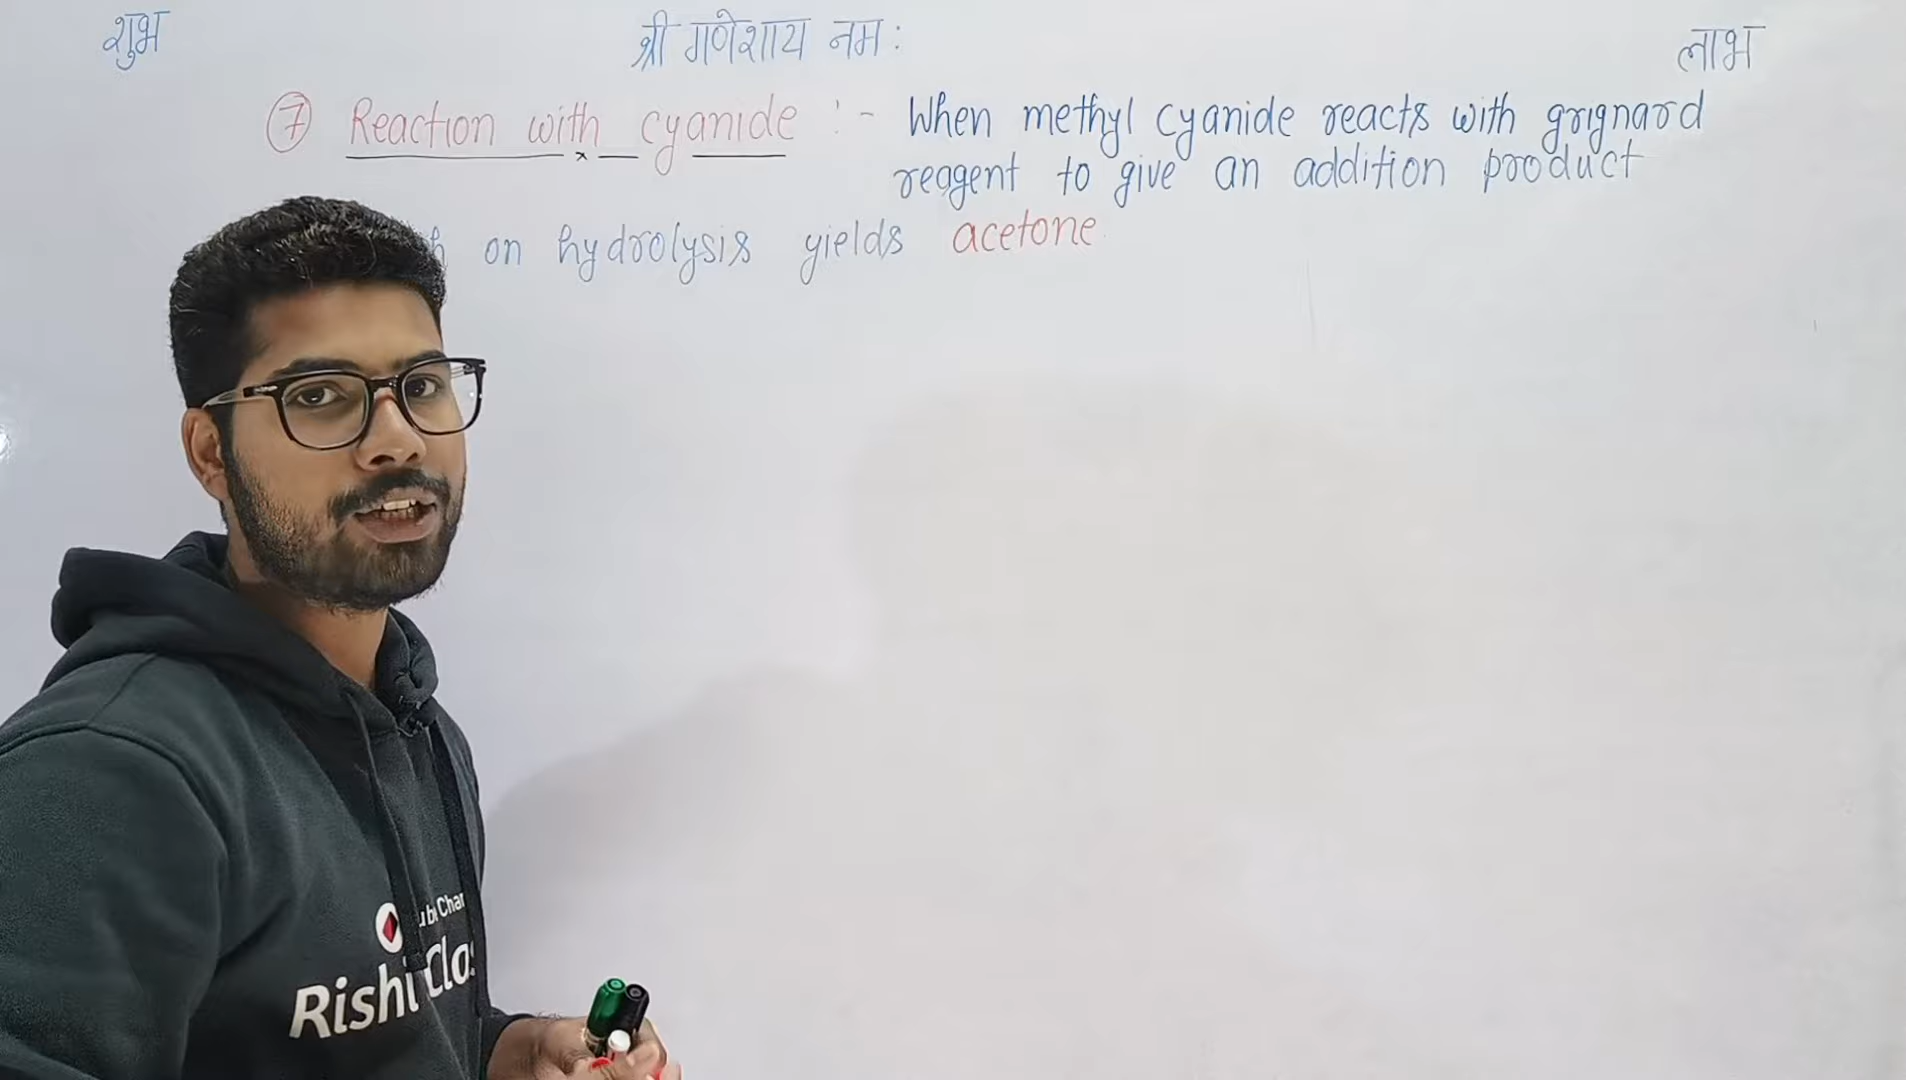 शुभ श्री गणेशाय नम: लाभ
⑦ Reaction with cyanide :- When methyl cyanide reacts with grignard
reagent to give an addition product
on hydrolysis yields acetone
Rishi